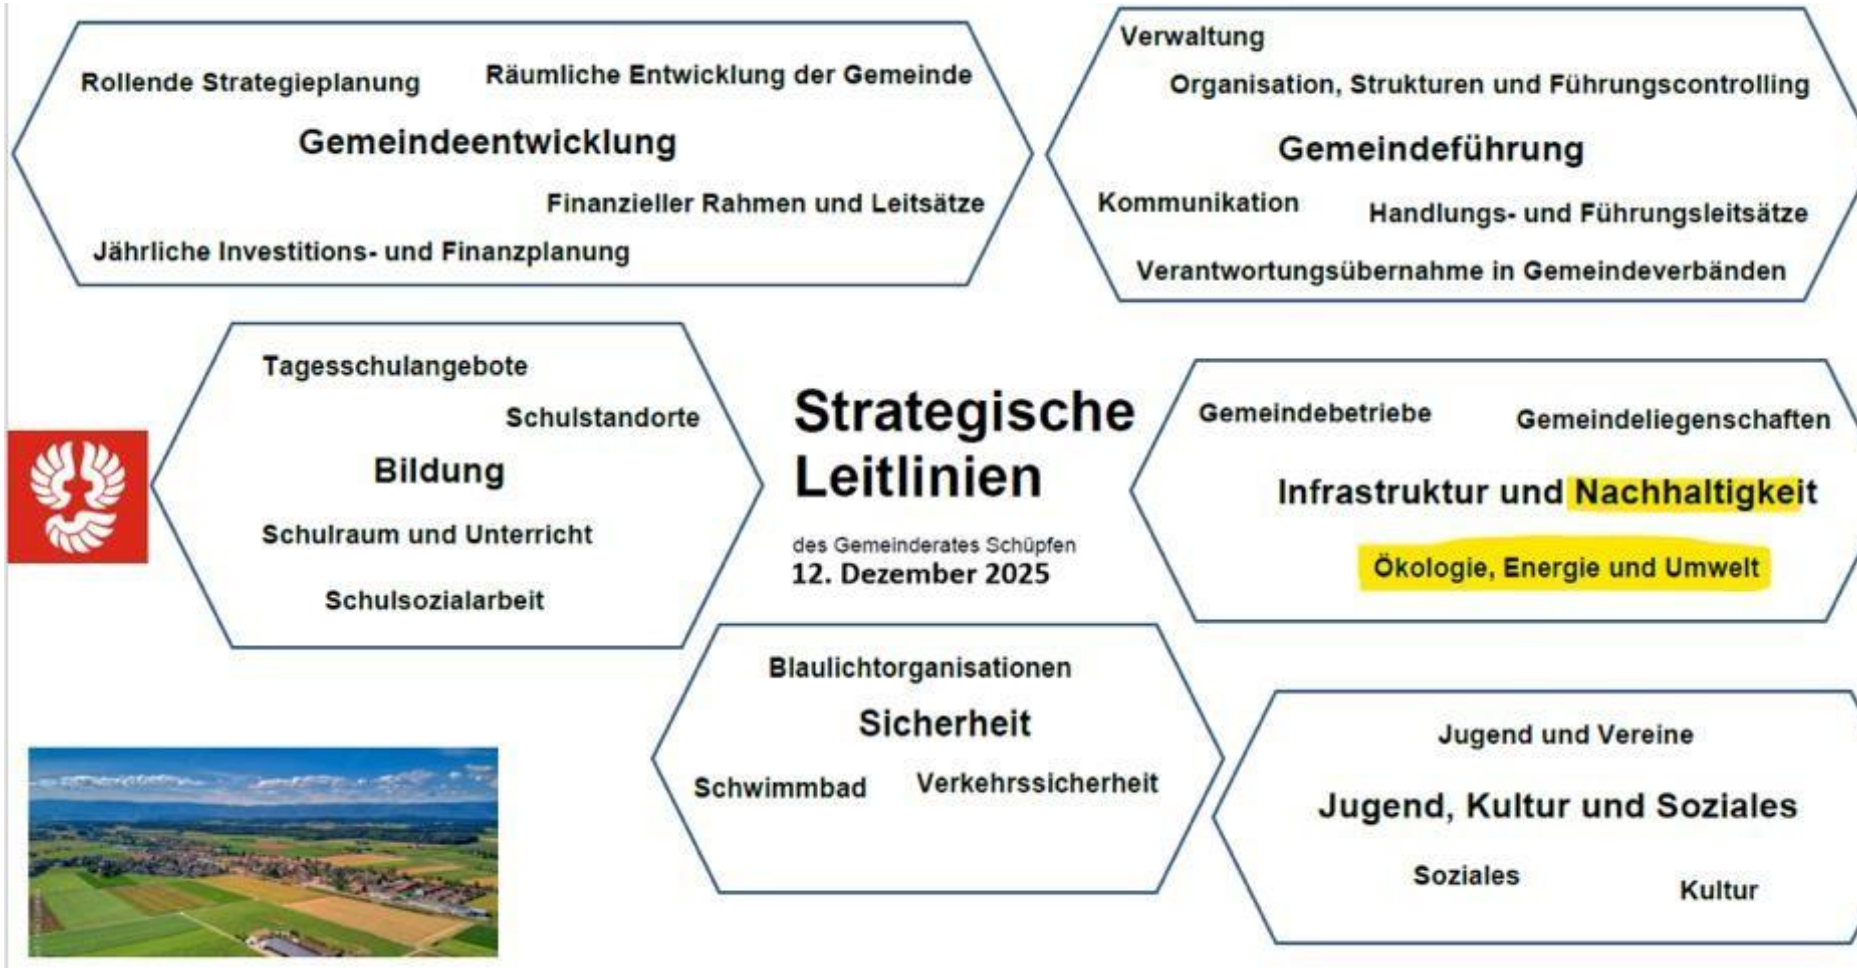 Rollende Strategieplanung
Räumliche Entwicklung der Gemeinde
Gemeindeentwicklung
Finanzieller Rahmen und Leitsätze
Jährliche Investitions- und Finanzplanung
Verwaltung
Organisation, Strukturen und Führungscontrolling
Gemeindeführung
Kommunikation
Handlungs- und Führungsleitsätze
Verantwortungsübernahme in Gemeindeverbänden
Tagesschulangebote
Schulstandorte
Bildung
Schulraum und Unterricht
Schulsozialarbeit
Strategische
Leitlinien
des Gemeinderates Schüpfen
12. Dezember 2025
Gemeindebetriebe
Gemeindeliegenschaften
Infrastruktur und Nachhaltigkeit
Ökologie, Energie und Umwelt
Blaulichtorganisationen
Sicherheit
Schwimmbad
Verkehrssicherheit
Jugend und Vereine
Jugend, Kultur und Soziales
Soziales
Kultur